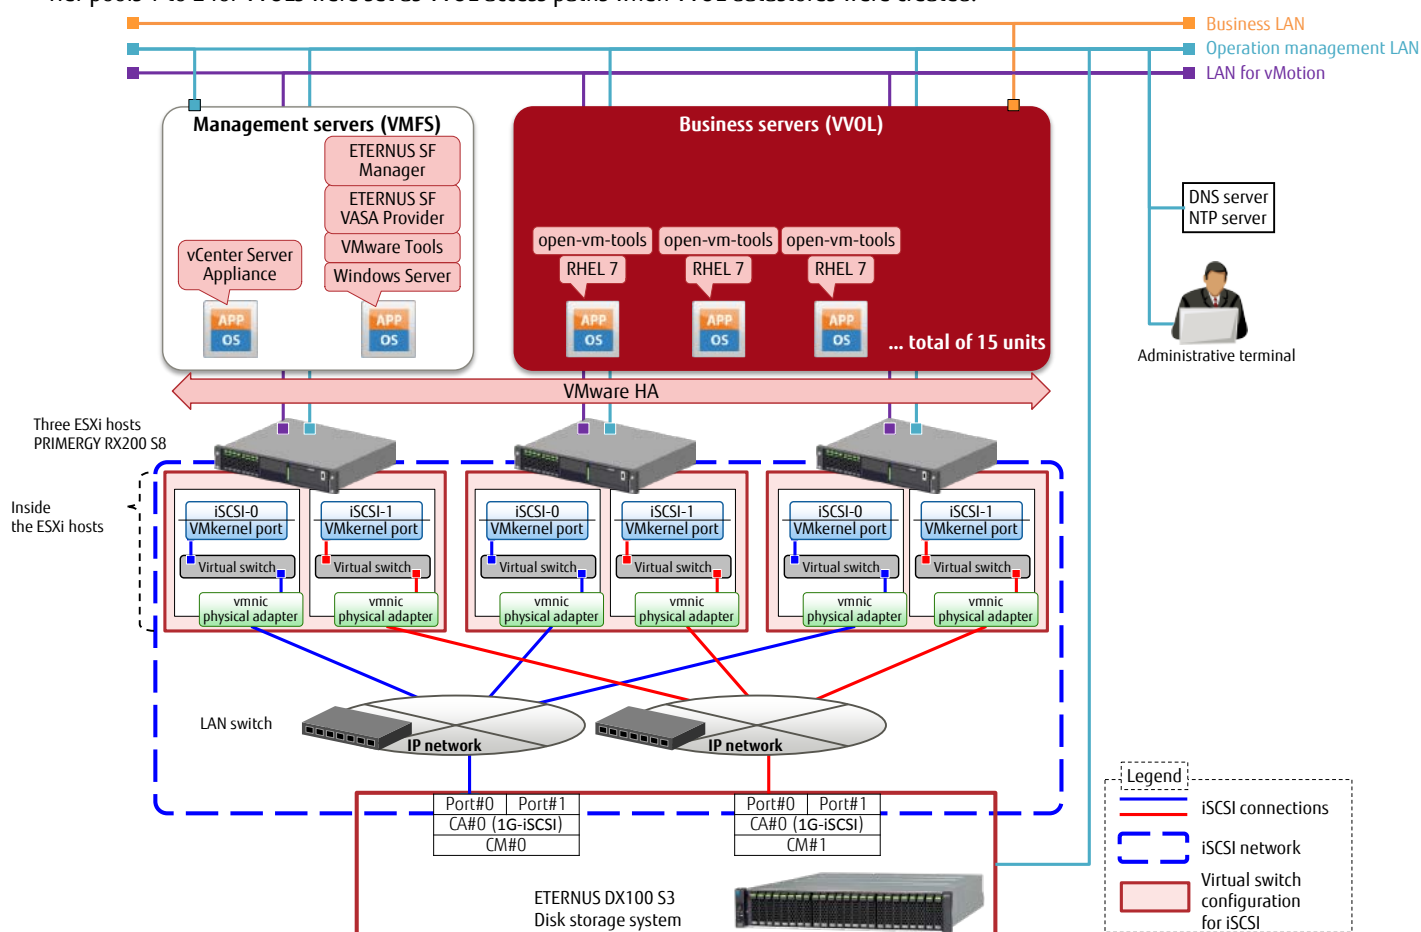 Business LAN
Operation management LAN
LAN for vMotion
Management servers (VMFS)
Business servers (VVOL)
ETERNUS SF
Manager
ETERNUS SF
VASA Provider
VMware Tools
Windows Server
vCenter Server
Appliance
open-vm-tools
open-vm-tools
open-vm-tools
RHEL 7
RHEL 7
RHEL 7
APP
OS
APP
OS
APP
OS
APP
OS
APP
OS
... total of 15 units
DNS server
NTP server
Administrative terminal
VMware HA
Three ESXi hosts
PRIMERGY RX200 S8
Inside
the ESXi hosts
iSCSI-0
VMkernel port
Virtual switch
vmnic
physical adapter
iSCSI-1
VMkernel port
Virtual switch
vmnic
physical adapter
iSCSI-0
VMkernel port
Virtual switch
vmnic
physical adapter
iSCSI-1
VMkernel port
Virtual switch
vmnic
physical adapter
iSCSI-0
VMkernel port
Virtual switch
vmnic
physical adapter
iSCSI-1
VMkernel port
Virtual switch
vmnic
physical adapter
LAN switch
IP network
IP network
Port#0 Port#1
CA#0 (1G-iSCSI)
CM#0
Port#0 Port#1
CA#0 (1G-iSCSI)
CM#1
ETERNUS DX100 S3
Disk storage system
Legend
iSCSI connections
iSCSI network
Virtual switch
configuration
for iSCSI